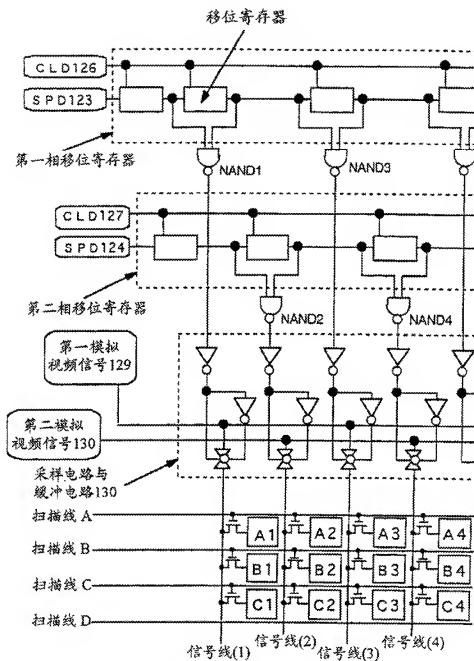 移位寄存器
CLD126
SPD123
第一相移位寄存器
NAND1
NAND3
CLD127
SPD124
第二相移位寄存器
NAND2
NAND4
第一模拟
视频信号129
第二模拟
视频信号130
采样电路与
缓冲电路130
扫描线 A
A1 A2 A3 A4
扫描线 B
B1 B2 B3 B4
扫描线 C
C1 C2 C3 C4
扫描线 D
信号线(1) 信号线(2) 信号线(3) 信号线(4)